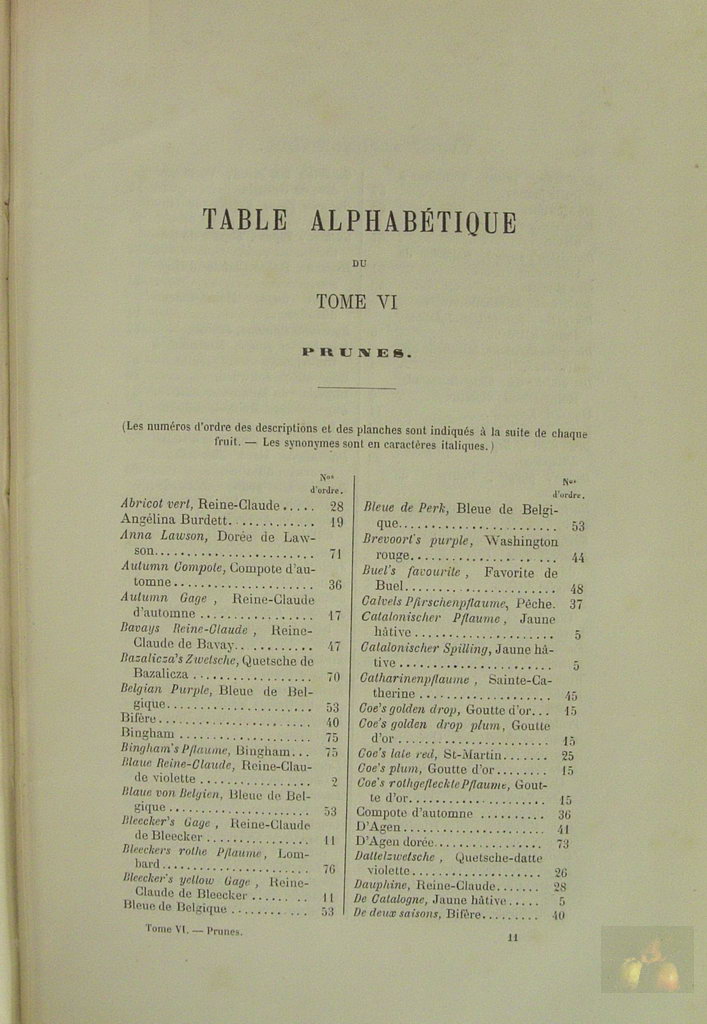 TABLE ALPHABÉTIQUE
DU
TOME VI
PRUNES.
(Les numéros d'ordre des descriptions et des planches sont indiqués à la suite de chaque
fruit. — Les synonymes sont en caractères italiques.)
Nos
d'ordre.
Abricot vert, Reine-Claude..... 28
Angélina Burdett............. 19
Anna Lawson, Dorée de Law-
son....................... 71
Autumn Compote, Compote d'au-
tomne.................... 36
Autumn Gage, Reine-Claude
d'automne ................ 17
Bavays Reine-Claude, Reine-
Claude de Bavay........... 47
Bazalicza's Zwetsche, Quetsche de
Bazalicza ................. 70
Belgian Purple, Bleue de Bel-
gique..................... 53
Bifère...................... 40
Bingham ................... 75
Bingham's Pflaume, Bingham... 75
Blaue Reine-Claude, Reine-Clau-
de violette ................ 2
Blaue von Belgien, Bleue de Bel-
gique .................... 53
Bleecker's Gage, Reine-Claude
de Bleecker ............... 11
Bleeckers rothe Pflaume, Lom-
bard...................... 76
Bleecker's yellow Gage, Reine-
Claude de Bleecker ........ 11
Bleue de Belgique ........... 53
Nos
d'ordre.
Bleue de Perk, Bleue de Belgi-
que....................... 53
Brevoort's purple, Washington
rouge..................... 44
Buel's favourite, Favorite de
Buel...................... 48
Calvels Pfirschenpflaume, Pêche. 37
Catalonischer Pflaume, Jaune
hâtive .................... 5
Catalonischer Spilling, Jaune hâ-
tive ...................... 5
Catharinenpflaume, Sainte-Ca-
therine ................... 45
Coe's golden drop, Goutte d'or... 15
Coe's golden drop plum, Goutte
d'or ...................... 15
Coe's late red, St-Martin....... 25
Coe's plum, Goutte d'or........ 15
Coe's rothgefleckte Pflaume, Gout-
te d'or.................... 15
Compote d'automne .......... 36
D'Agen..................... 41
D'Agen dorée................ 73
Dattelzwetsche, Quetsche-datte
violette................... 26
Dauphine, Reine-Claude....... 28
De Catalogne, Jaune hâtive..... 5
De deux saisons, Bifère......... 40
Tome VI. — Prunes.
11